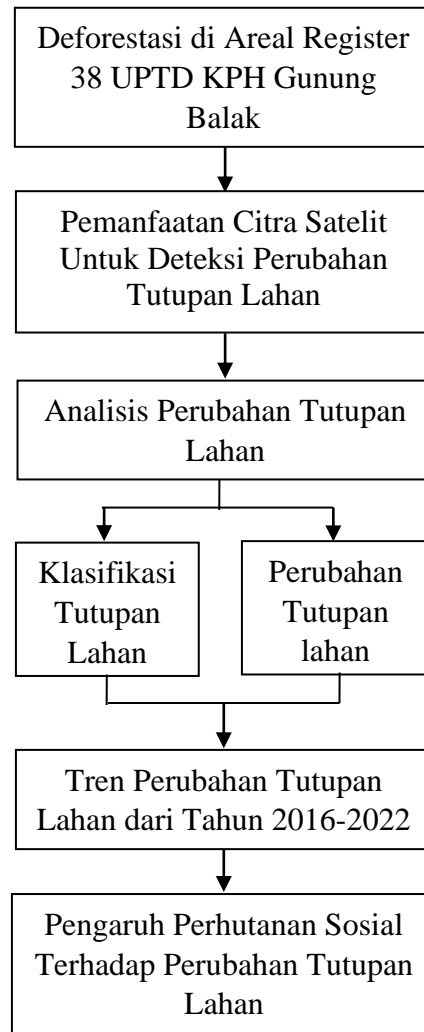 Deforestasi di Areal Register
38 UPTD KPH Gunung
Balak
Pemanfaatan Citra Satelit
Untuk Deteksi Perubahan
Tutupan Lahan
Analisis Perubahan Tutupan
Lahan
Klasifikasi
Tutupan
Lahan
Perubahan
Tutupan
lahan
Tren Perubahan Tutupan
Lahan dari Tahun 2016-2022
Pengaruh Perhutanan Sosial
Terhadap Perubahan Tutupan
Lahan